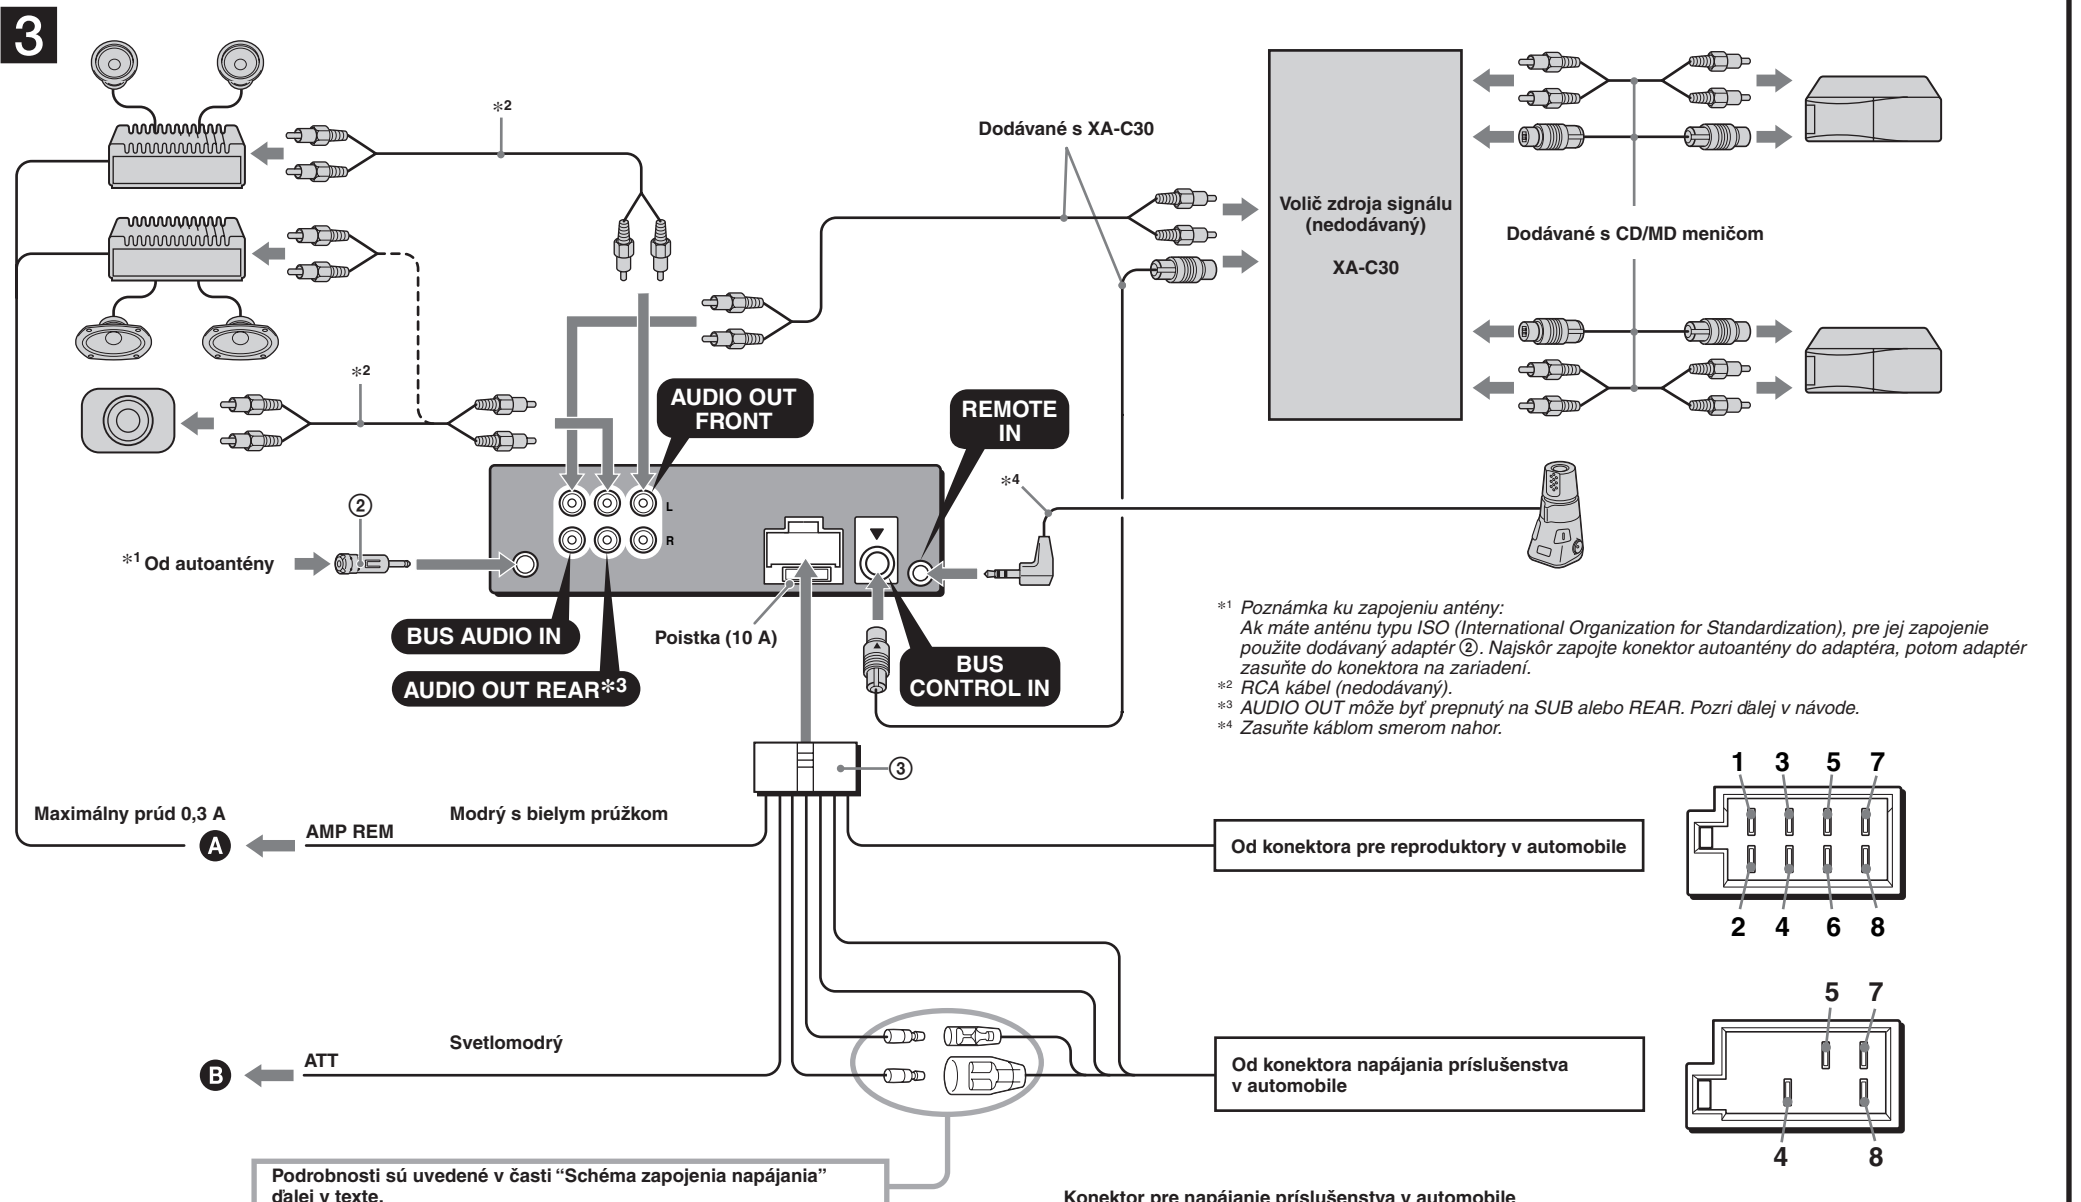 3
*2
Dodávané s XA-C30
Volič zdroja signálu
(nedodávaný)
XA-C30
Dodávané s CD/MD meničom
*2
AUDIO OUT
FRONT
REMOTE
IN
*4
②
L
R
*1 Od autoantény
BUS AUDIO IN
AUDIO OUT REAR*3
Poistka (10 A)
BUS
CONTROL IN
*1 Poznámka ku zapojeniu antény:
Ak máte anténu typu ISO (International Organization for Standardization), pre jej zapojenie
použite dodávaný adaptér ②. Najskôr zapojte konektor autoantény do adaptéra, potom adaptér
zasuňte do konektora na zariadení.
*2 RCA kábel (nedodávaný).
*3 AUDIO OUT môže byť prepnutý na SUB alebo REAR. Pozri ďalej v návode.
*4 Zasuňte káblom smerom nahor.
③
Maximálny prúd 0,3 A
A
AMP REM
Modrý s bielym prúžkom
Od konektora pre reproduktory v automobile
1 3 5 7
2 4 6 8
B
ATT
Svetlomodrý
Od konektora napájania príslušenstva
v automobile
5 7
4 8
Podrobnosti sú uvedené v časti “Schéma zapojenia napájania”
ďalej v texte.
Konektor pre napájanie príslušenstva v automobile